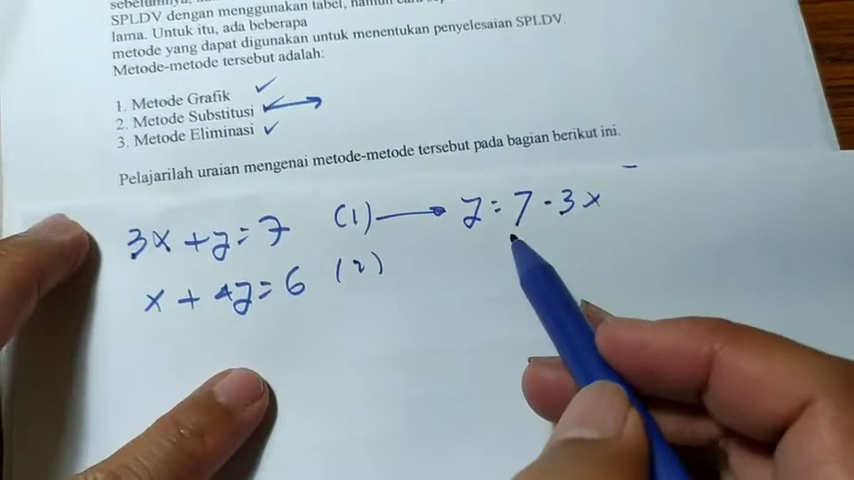 SPLDV dengan menggunakan tabel, namun cara
lama. Untuk itu, ada beberapa
metode yang dapat digunakan untuk menentukan penyelesaian SPLDV.
Metode-metode tersebut adalah:
1. Metode Grafik
2. Metode Substitusi
3. Metode Eliminasi
Pelajarilah uraian mengenai metode-metode tersebut pada bagian berikut ini.
3x + y = 7 (1) → y = 7 - 3x
x + 4y = 6 (2)